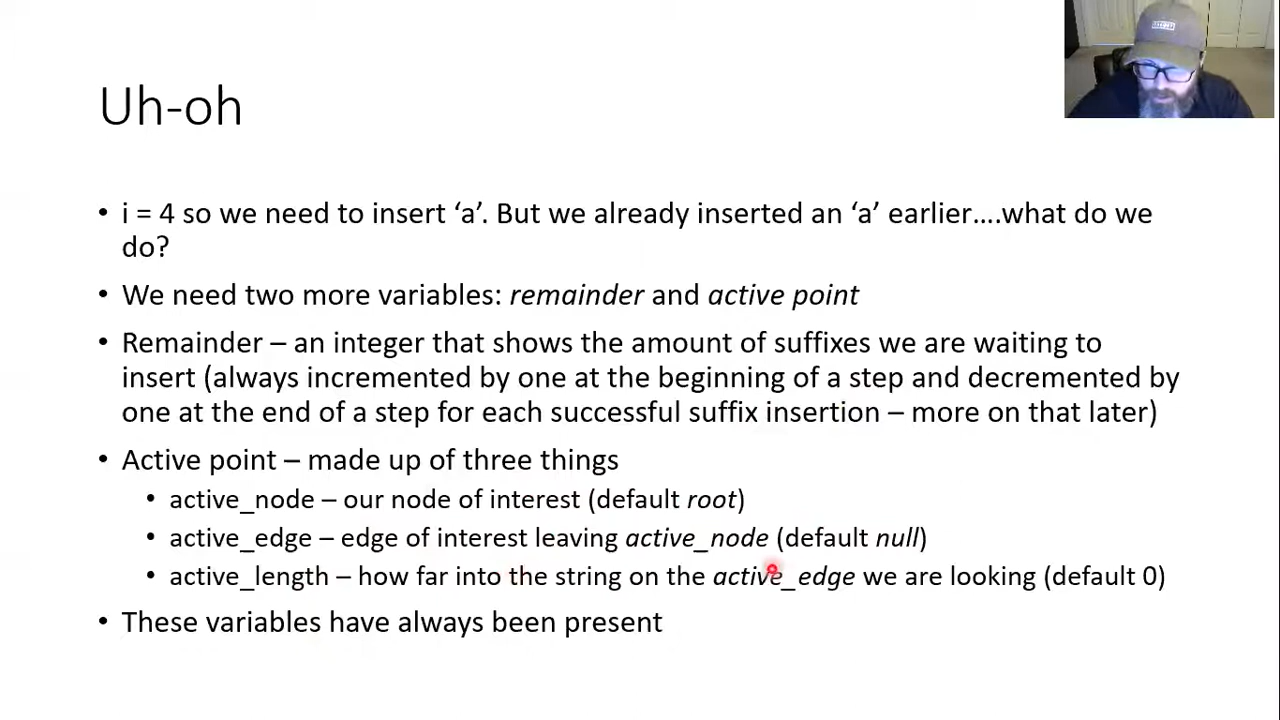 Uh-oh
• i = 4 so we need to insert ‘a’. But we already inserted an ‘a’ earlier….what do we
do?
• We need two more variables: remainder and active point
• Remainder – an integer that shows the amount of suffixes we are waiting to
insert (always incremented by one at the beginning of a step and decremented by
one at the end of a step for each successful suffix insertion – more on that later)
• Active point – made up of three things
• active_node – our node of interest (default root)
• active_edge – edge of interest leaving active_node (default null)
• active_length – how far into the string on the active_edge we are looking (default 0)
• These variables have always been present